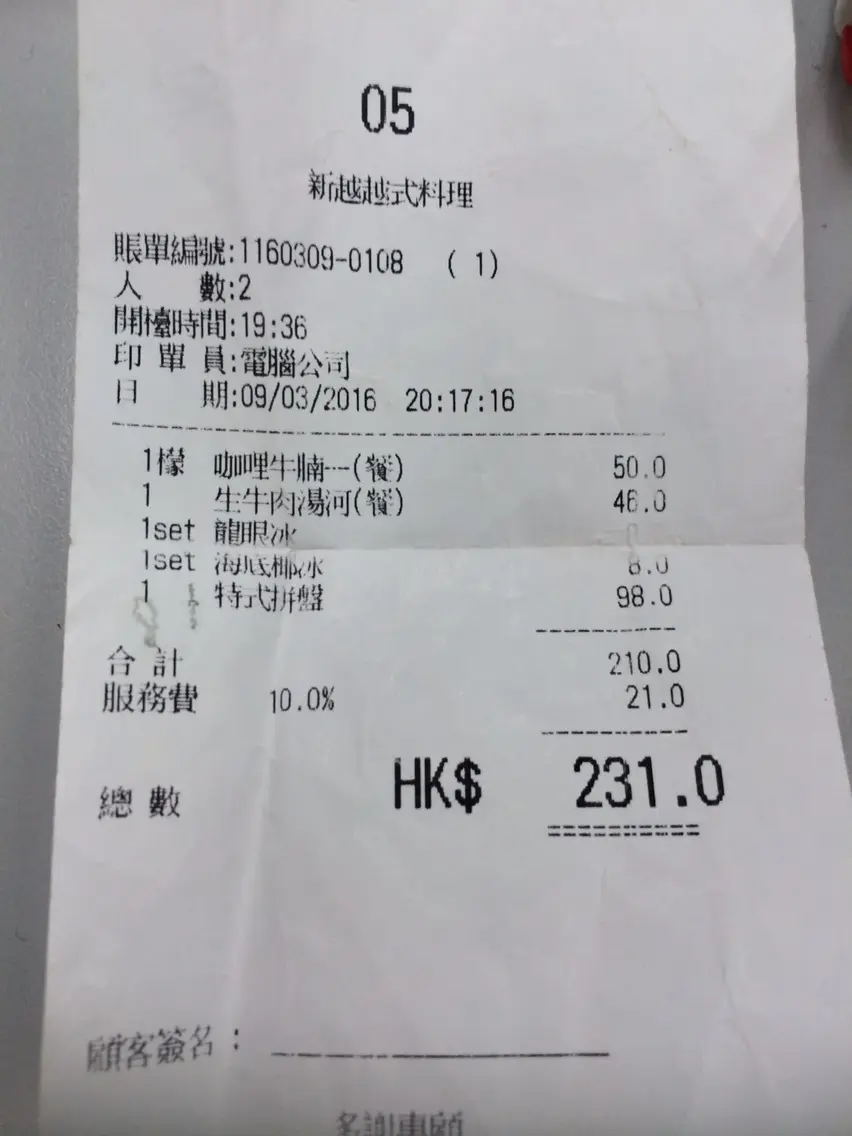 05
新越越式料理
賬單編號:1160309-0108 ( 1)
人 數:2
開檯時間:19:36
印 單 員:電腦公司
日 期:09/03/2016 20:17:16
1檬 咖哩牛腩--(餐) 50.0
1 生牛肉湯河(餐) 46.0
1set 龍眼冰
1set 海底椰冰 8.0
1 特式拼盤 98.0
合 計 210.0
服務費 10.0% 21.0
總 數 HK$ 231.0
顧客簽名:
多謝惠顧